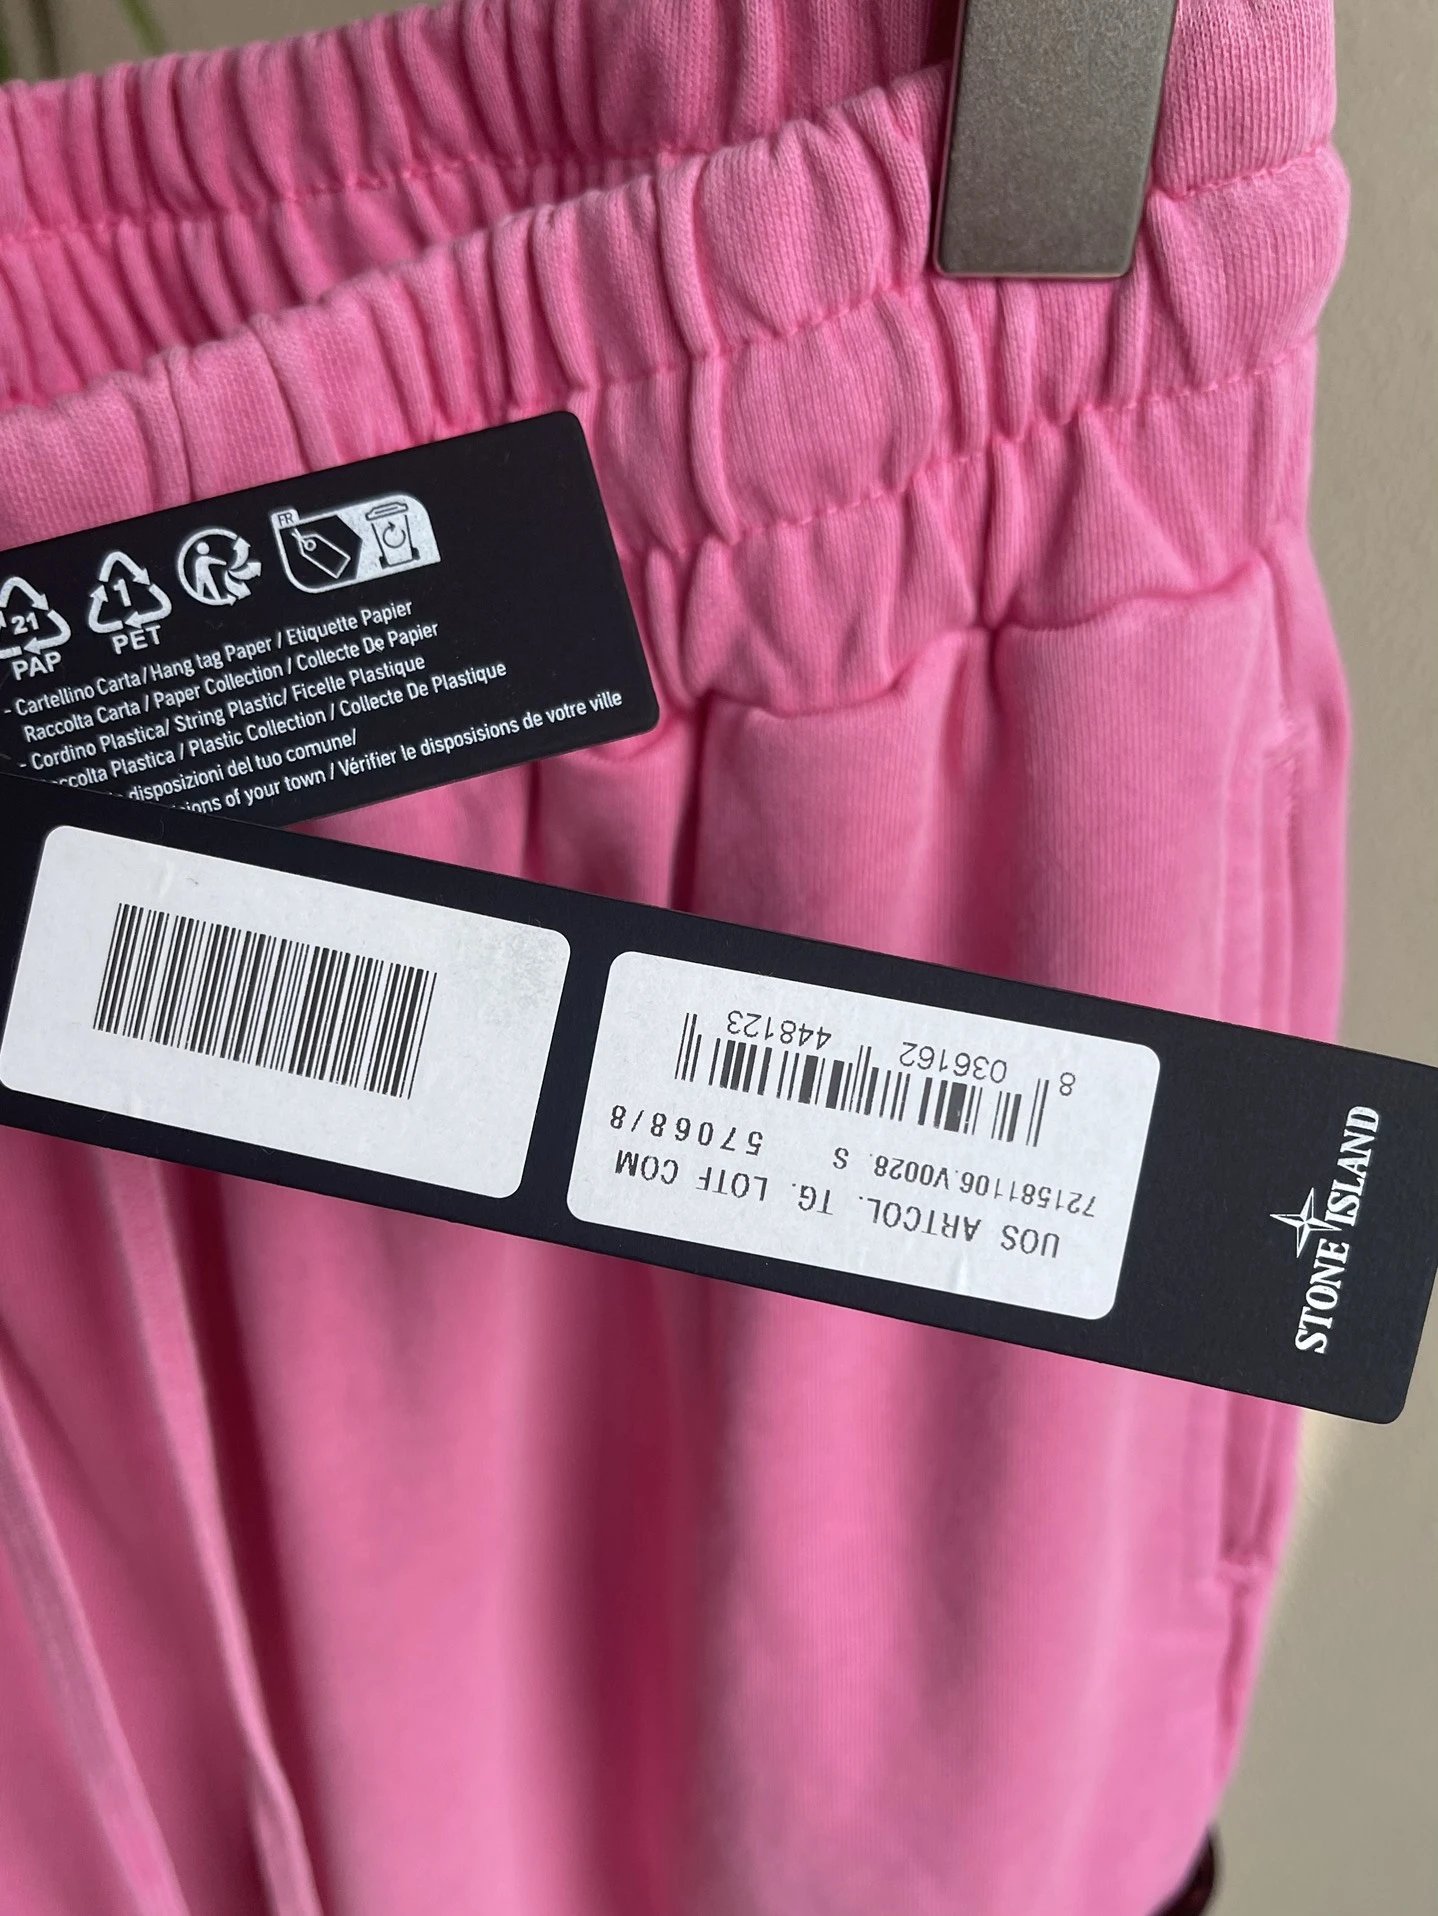 21
PAP
1
PET
FR
- Cartellino Carta/Hang tag Paper / Etiquette Papier
Raccolta Carta / Paper Collection / Collecte De Papier
- Cordino Plastica/ String Plastic/ Ficelle Plastique
ccolta Plastica / Plastic Collection / Collecte De Plastique
disposizioni del tuo comune/
ions of your town / Vérifier le disposisions de votre ville
UOS ARTCOL. TG. LOTF COM
721581106.V0028. S 57068/8
8 036162 448123
STONE ISLAND